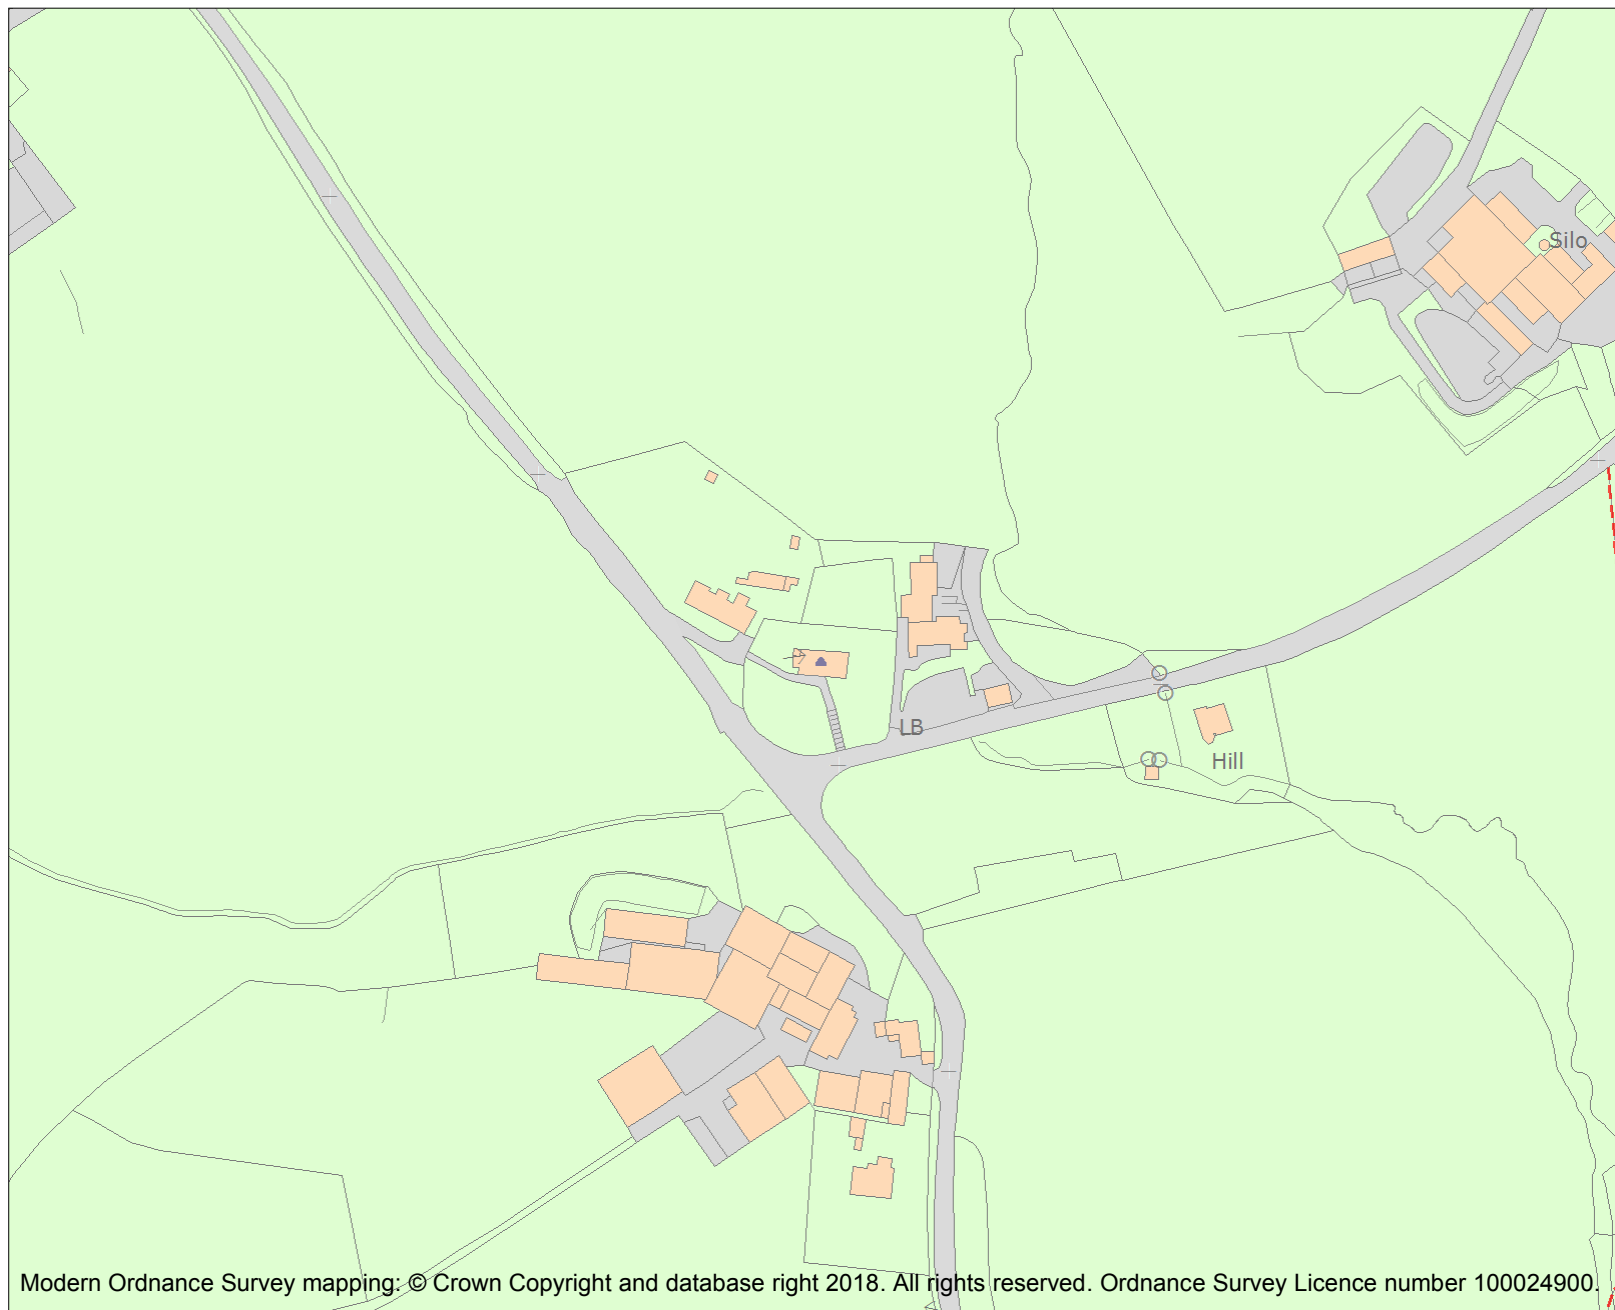 Silo
LB
Hill
Modern Ordnance Survey mapping: © Crown Copyright and database right 2018. All rights reserved. Ordnance Survey Licence number 100024900.